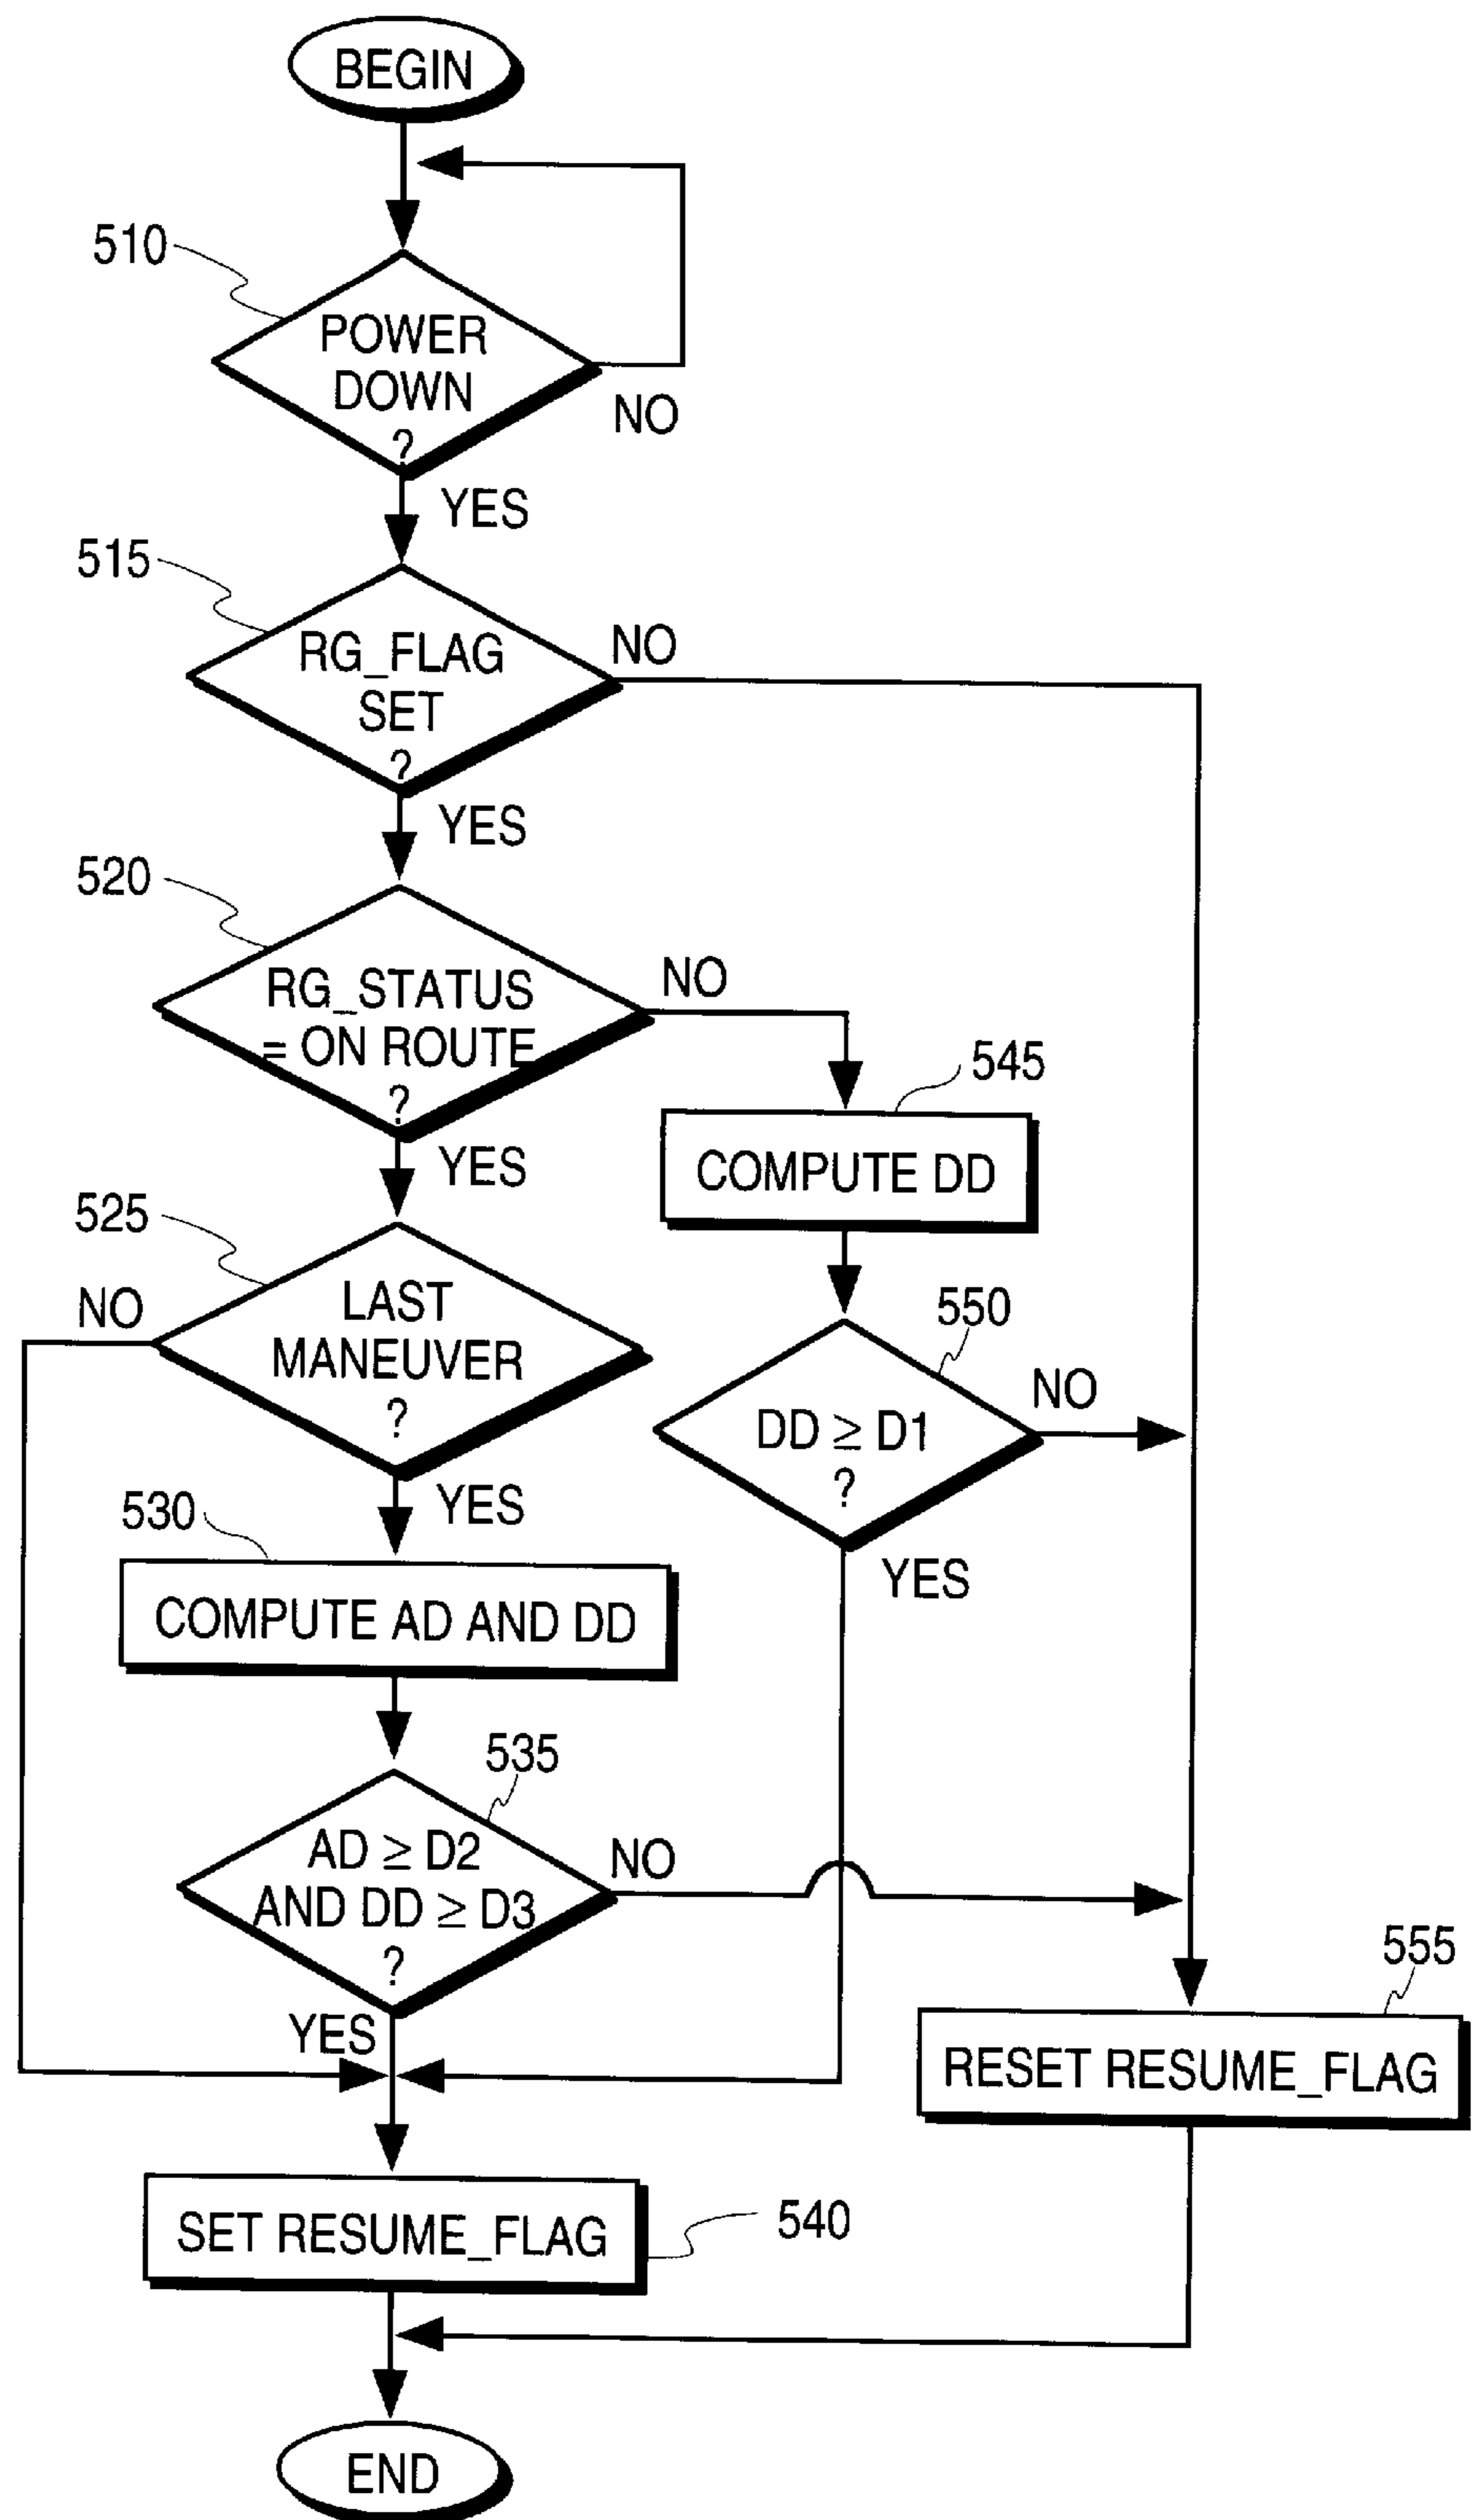 BEGIN
510
POWER
DOWN
?
NO
YES
515
RG_FLAG
SET
?
NO
YES
520
RG_STATUS
= ON ROUTE
?
NO
YES
545
COMPUTE DD
525
LAST
MANEUVER
?
NO
YES
550
DD ≥ D1
?
NO
YES
530
COMPUTE AD AND DD
535
AD ≥ D2
AND DD ≥ D3
?
NO
YES
555
RESET RESUME_FLAG
SET RESUME_FLAG
540
END